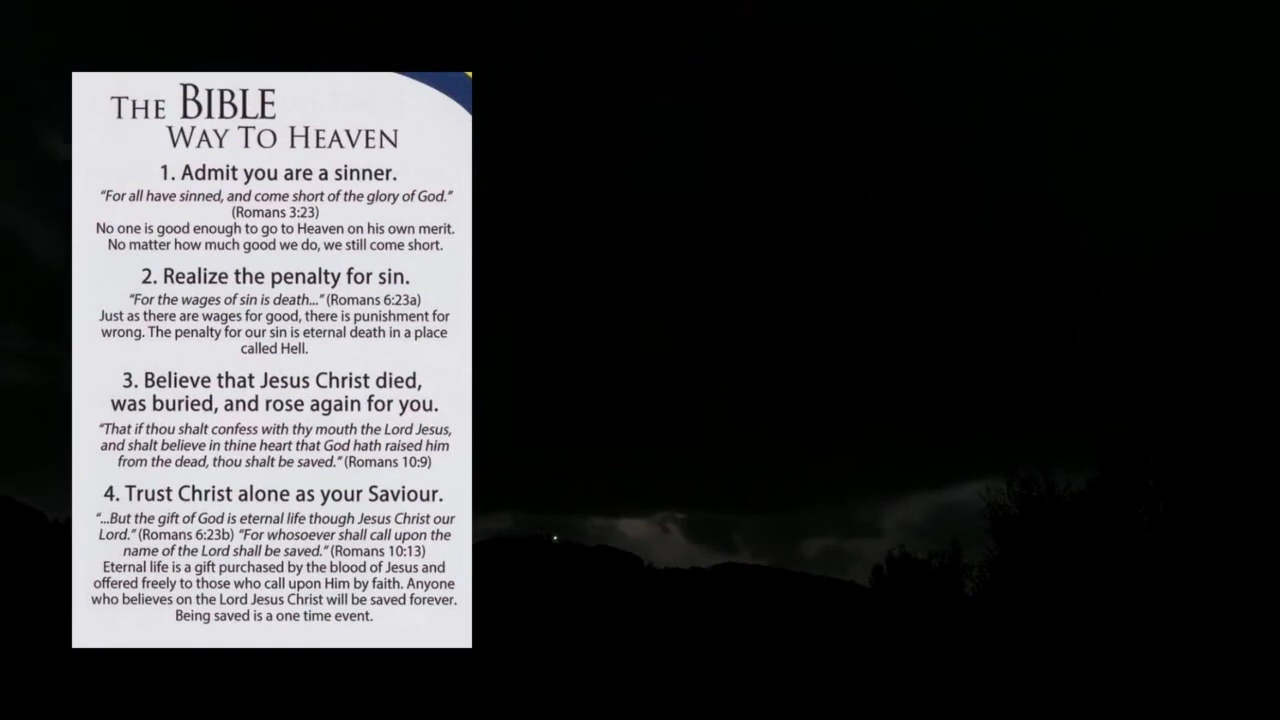 THE BIBLE
WAY TO HEAVEN
1. Admit you are a sinner.
“For all have sinned, and come short of the glory of God.”
(Romans 3:23)
No one is good enough to go to Heaven on his own merit.
No matter how much good we do, we still come short.
2. Realize the penalty for sin.
“For the wages of sin is death...” (Romans 6:23a)
Just as there are wages for good, there is punishment for
wrong. The penalty for our sin is eternal death in a place
called Hell.
3. Believe that Jesus Christ died,
was buried, and rose again for you.
“That if thou shalt confess with thy mouth the Lord Jesus,
and shalt believe in thine heart that God hath raised him
from the dead, thou shalt be saved.” (Romans 10:9)
4. Trust Christ alone as your Saviour.
“...But the gift of God is eternal life though Jesus Christ our
Lord.” (Romans 6:23b) “For whosoever shall call upon the
name of the Lord shall be saved.” (Romans 10:13)
Eternal life is a gift purchased by the blood of Jesus and
offered freely to those who call upon Him by faith. Anyone
who believes on the Lord Jesus Christ will be saved forever.
Being saved is a one time event.